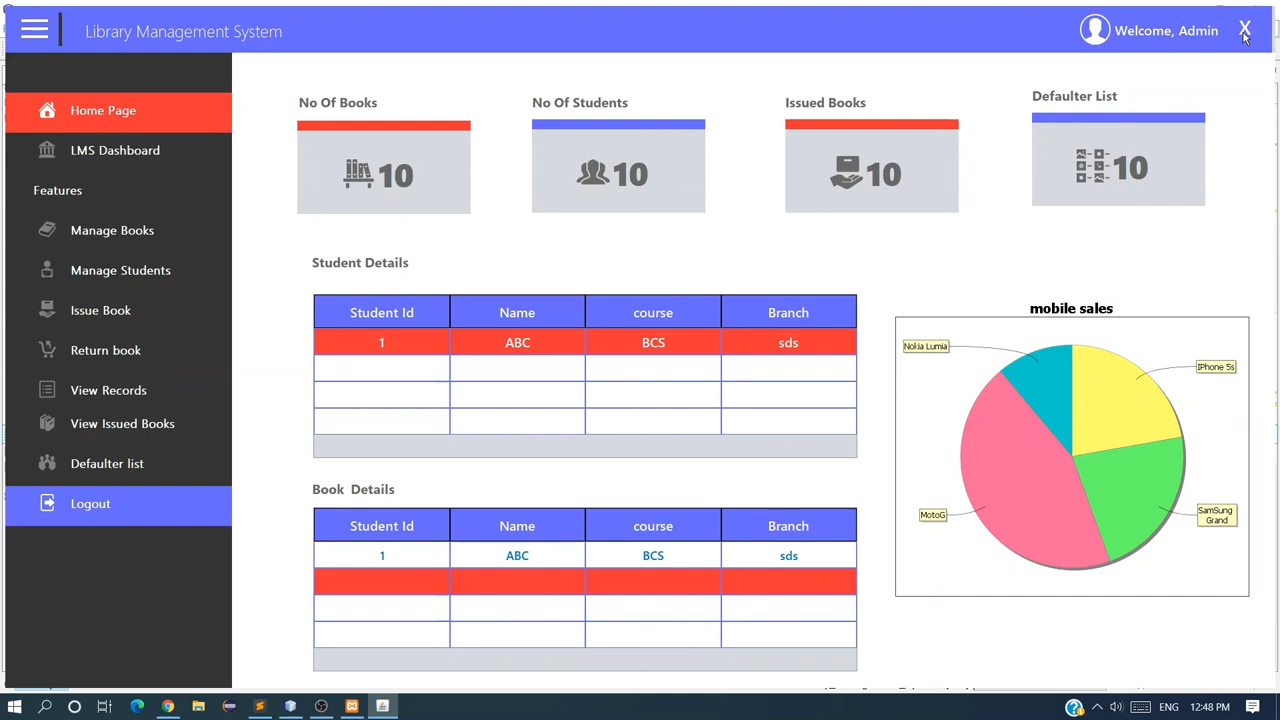 Library Management System
Welcome, Admin
X
Home Page
LMS Dashboard
Features
Manage Books
Manage Students
Issue Book
Return book
View Records
View Issued Books
Defaulter list
Logout
No Of Books
10
No Of Students
10
Issued Books
10
Defaulter List
10
Student Details
Student Id Name course Branch
1 ABC BCS sds
Book Details
Student Id Name course Branch
1 ABC BCS sds
mobile sales
Nokia Lumia
IPhone 5s
MotoG
SamSung
Grand
ENG 12:48 PM